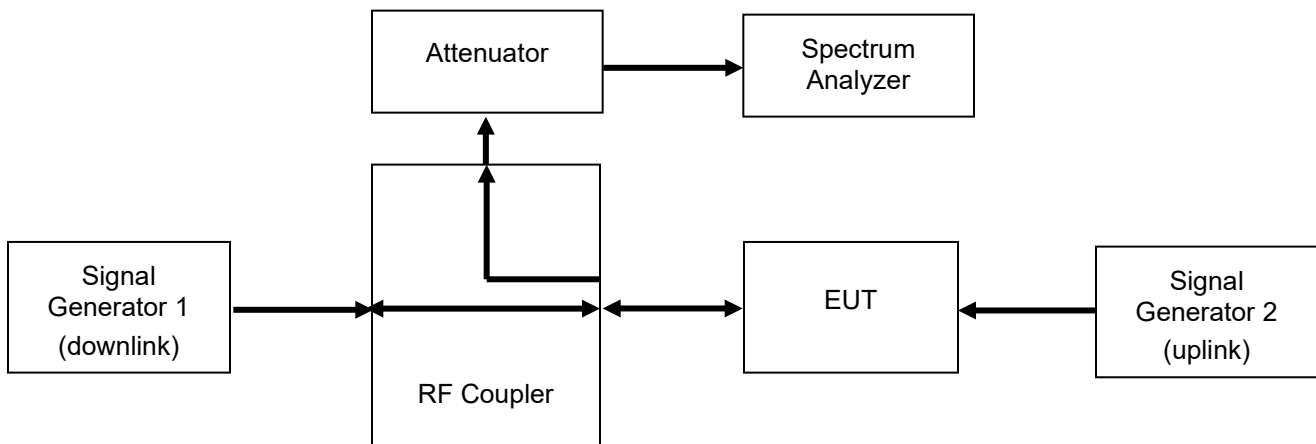 Attenuator
Spectrum
Analyzer
Signal
Generator 1
(downlink)
RF Coupler
EUT
Signal
Generator 2
(uplink)